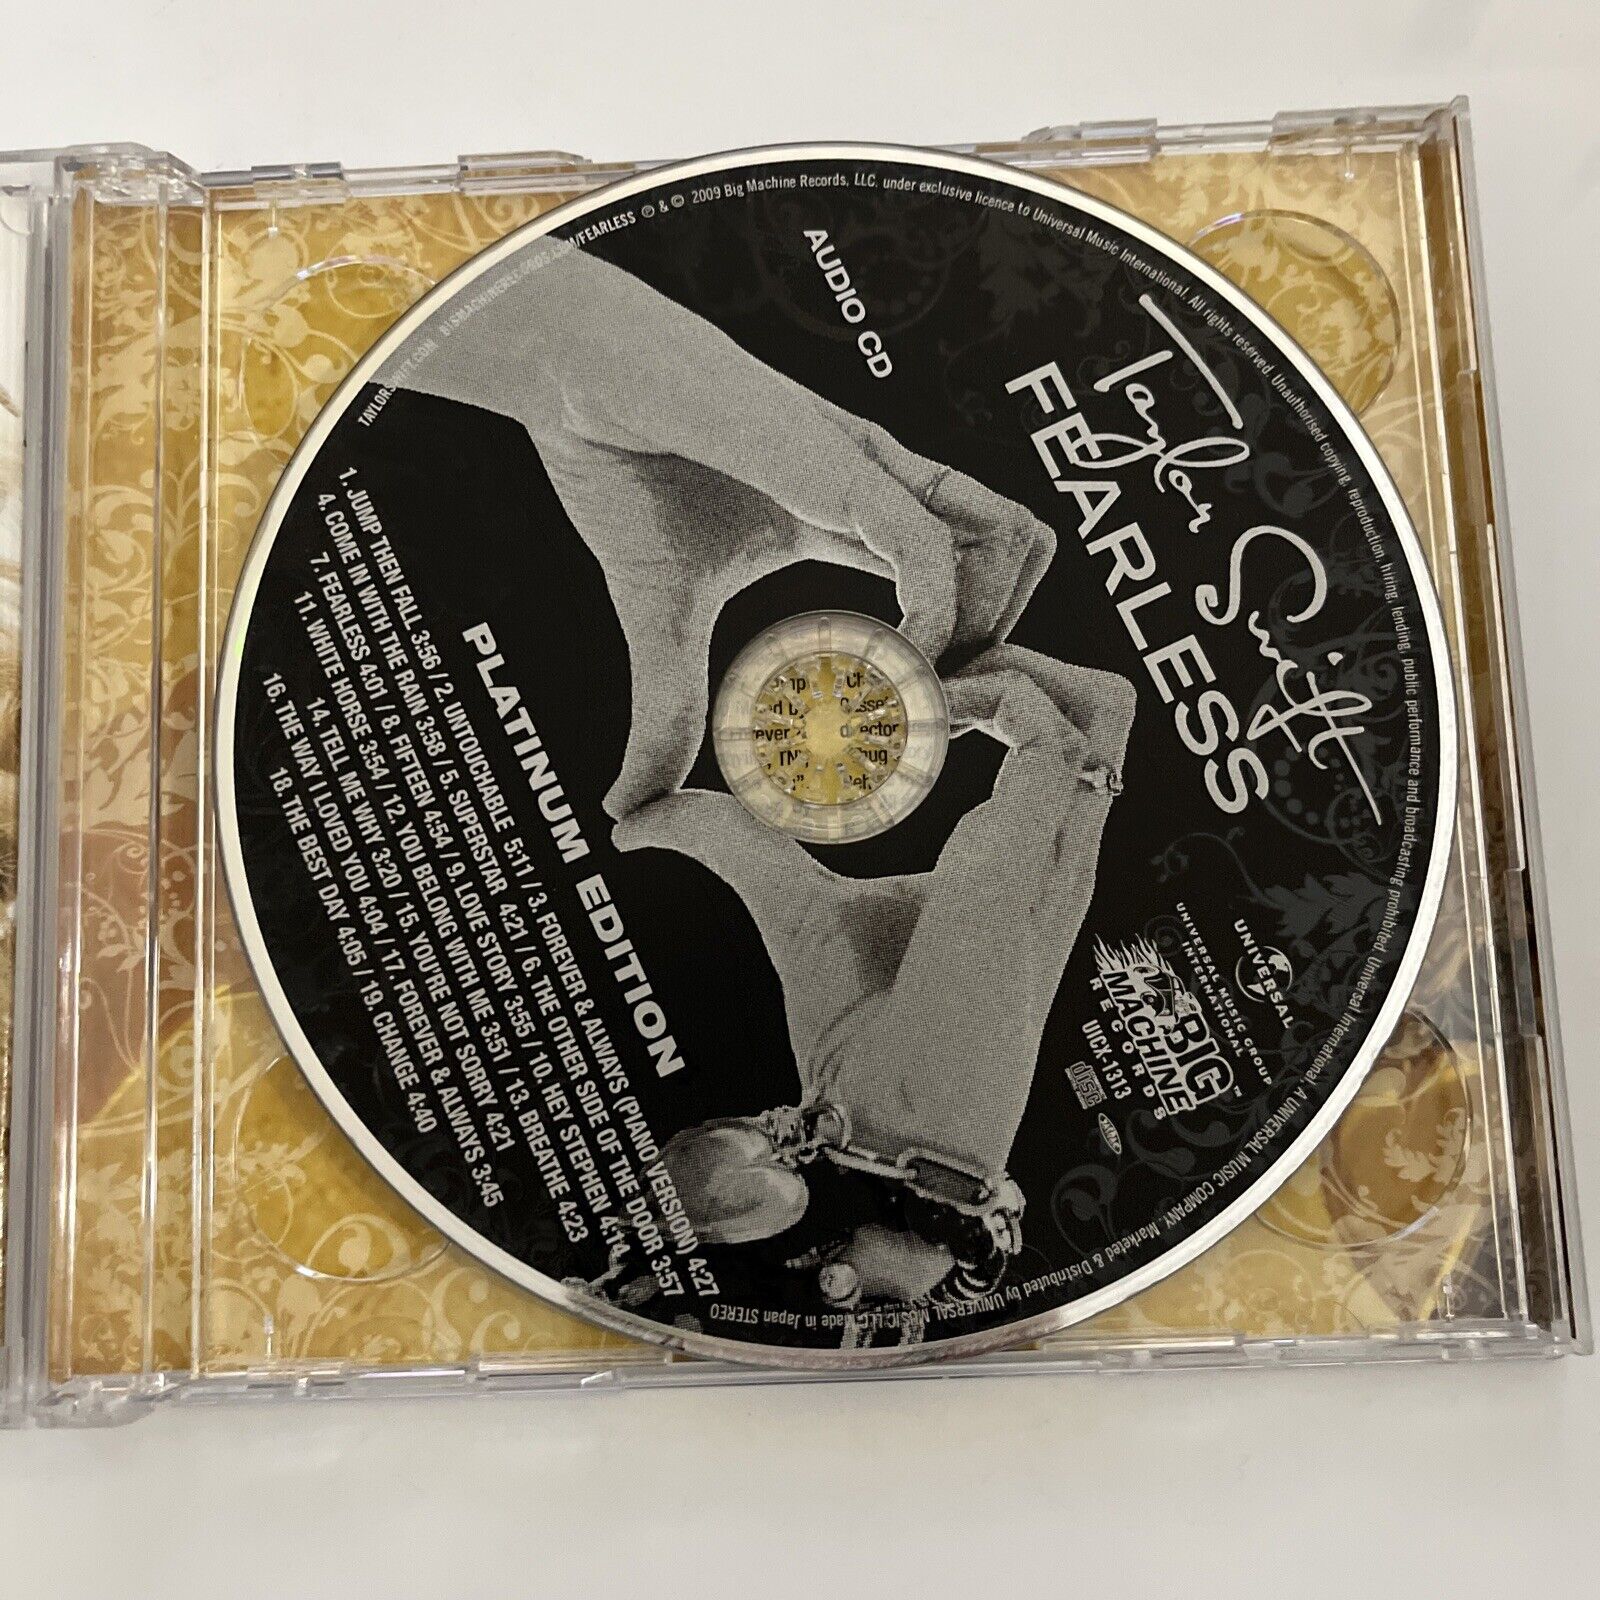 Taylor Swift
FEARLESS
AUDIO CD
PLATINUM EDITION
1. JUMP THEN FALL 3:56 / 2. UNTOUCHABLE 5:11 / 3. FOREVER & ALWAYS (PIANO VERSION) 4:27
4. COME IN WITH THE RAIN 3:58 / 5. SUPERSTAR 4:21 / 6. THE OTHER SIDE OF THE DOOR 3:57
7. FEARLESS 4:01 / 8. FIFTEEN 4:54 / 9. LOVE STORY 3:55 / 10. HEY STEPHEN 4:14
11. WHITE HORSE 3:54 / 12. YOU BELONG WITH ME 3:51 / 13. BREATHE 4:23
14. TELL ME WHY 3:20 / 15. YOU'RE NOT SORRY 4:21
16. THE WAY I LOVED YOU 4:04 / 17. FOREVER & ALWAYS 3:45
18. THE BEST DAY 4:05 / 19. CHANGE 4:40
UNIVERSAL
UNIVERSAL MUSIC GROUP
INTERNATIONAL
BIG
MACHINE
RECORDS
TM
UICX-1313
disc
TAYLORSWIFT.COM BIGMACHINERECORDS.COM/FEARLESS ℗ & © 2009 Big Machine Records, LLC. under exclusive licence to Universal Music International. All rights reserved. Unauthorised copying, reproduction, hiring, lending, public performance and broadcasting prohibited. Universal International, A UNIVERSAL MUSIC COMPANY. Marketed & Distributed by UNIVERSAL MUSIC LLC. Made in Japan STEREO
director